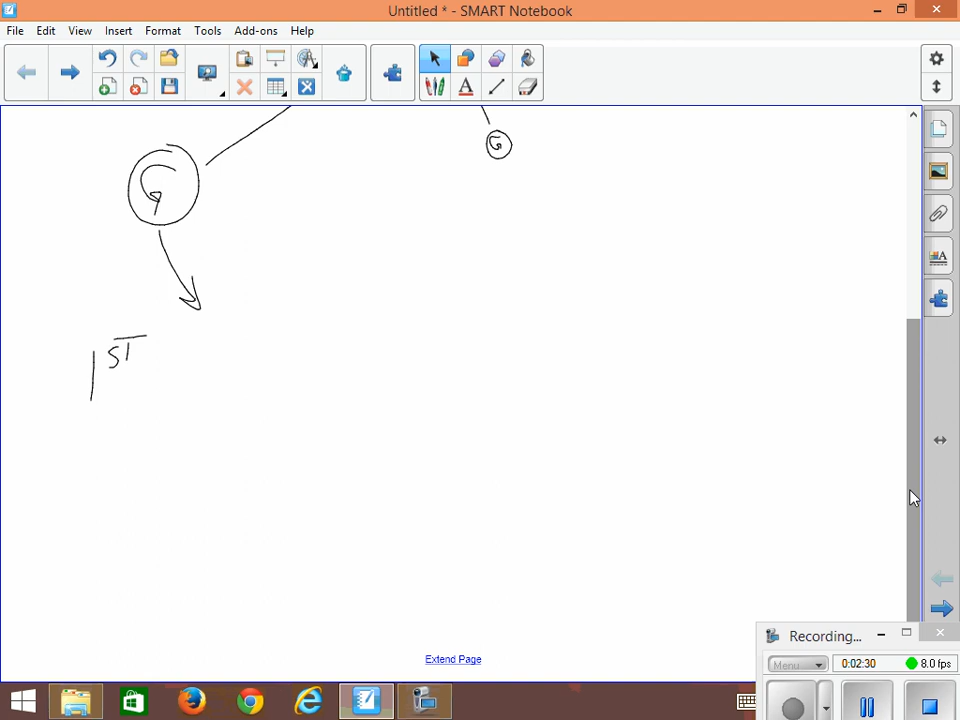 Untitled * - SMART Notebook
File Edit View Insert Format Tools Add-ons Help
G
G
1ST
Extend Page
Recording...
Menu 0:02:30 8.0 fps